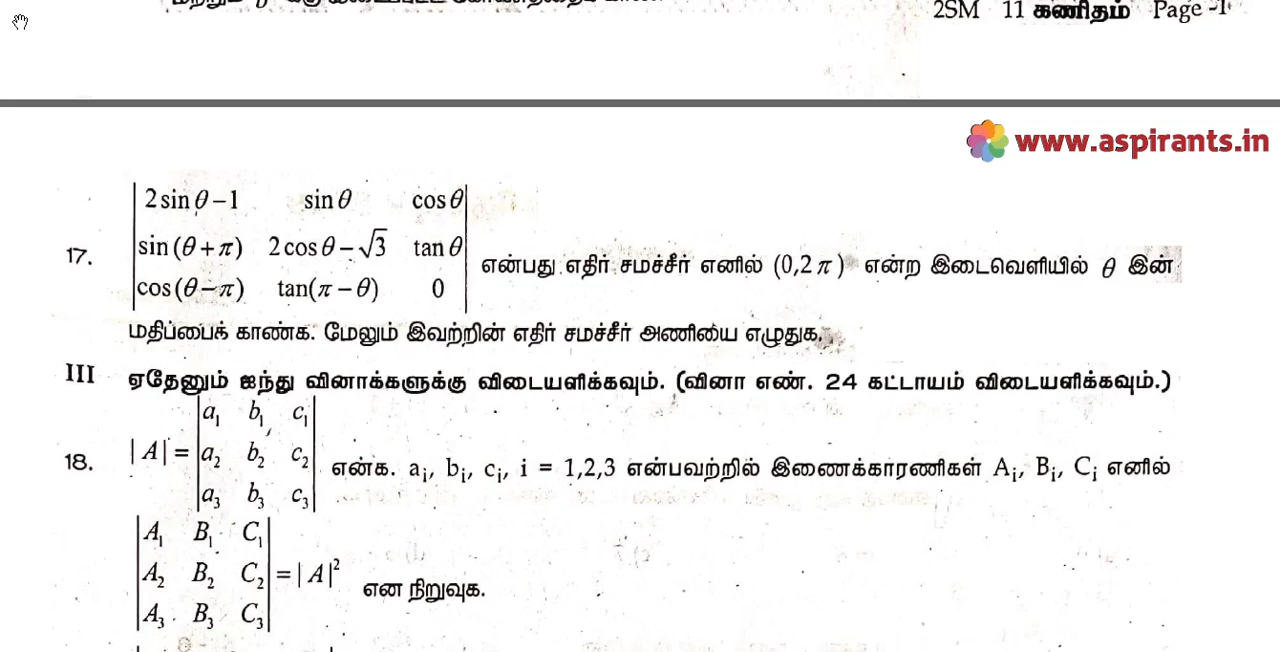 2SM 11 கணிதம் Page -1
www.aspirants.in
17. | 2 sin θ – 1 sin θ cos θ |
| sin (θ + π) 2 cos θ – √3 tan θ |
| cos (θ – π) tan(π – θ) 0 | என்பது எதிர் சமச்சீர் எனில் (0,2π) என்ற இடைவெளியில் θ இன்
மதிப்பைக் காண்க. மேலும் இவற்றின் எதிர் சமச்சீர் அணியை எழுதுக.
III ஏதேனும் ஐந்து வினாக்களுக்கு விடையளிக்கவும். (வினா எண். 24 கட்டாயம் விடையளிக்கவும்.)
18. |A| = | a₁ b₁ c₁ |
| a₂ b₂ c₂ |
| a₃ b₃ c₃ | என்க. aᵢ, bᵢ, cᵢ, i = 1,2,3 என்பவற்றில் இணைக்காரணிகள் Aᵢ, Bᵢ, Cᵢ எனில்
| A₁ B₁ C₁ |
| A₂ B₂ C₂ | = |A|²
| A₃ B₃ C₃ | என நிறுவுக.